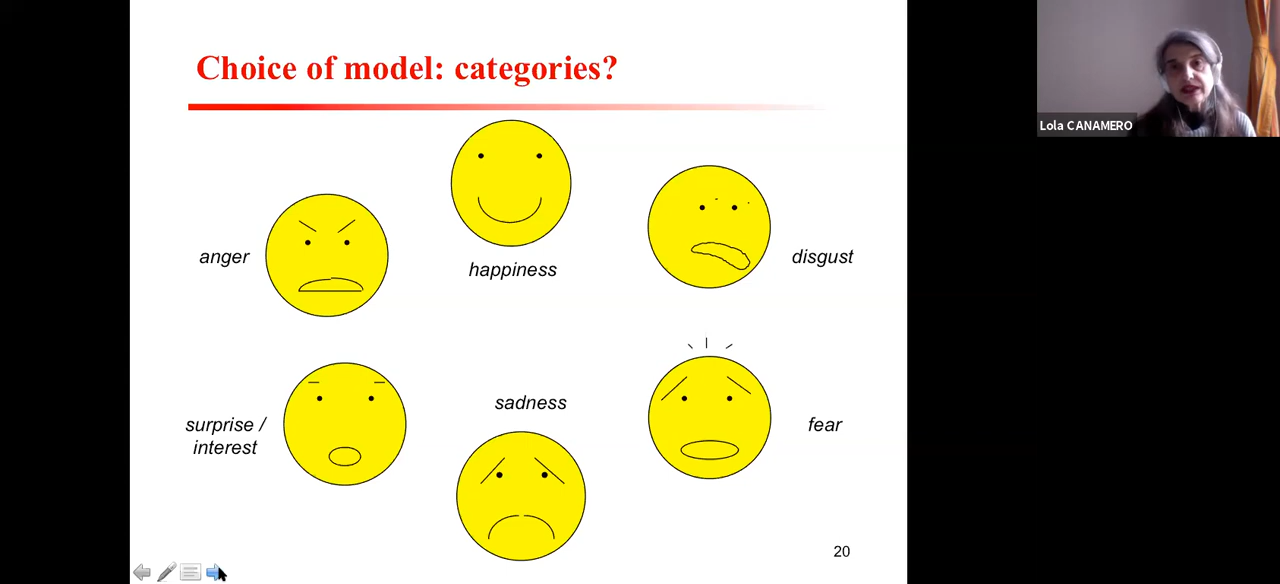 Choice of model: categories?
Lola CANAMERO
anger
happiness
disgust
surprise /
interest
sadness
fear
20